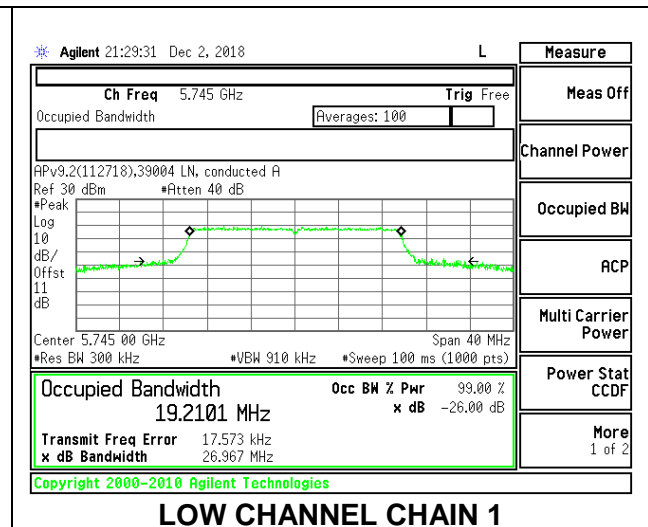 Agilent 21:29:31 Dec 2, 2018 L
Measure
Ch Freq 5.745 GHz Trig Free
Meas Off
Occupied Bandwidth Averages: 100
Channel Power
APv9.2(112718),39004 LN, conducted A
Ref 30 dBm #Atten 40 dB
#Peak
Log
10
dB/
Offst
11
dB
Occupied BW
ACP
Multi Carrier
Power
Center 5.745 00 GHz Span 40 MHz
#Res BW 300 kHz #VBW 910 kHz #Sweep 100 ms (1000 pts)
Power Stat
CCDF
Occupied Bandwidth Occ BW % Pwr 99.00 %
19.2101 MHz x dB -26.00 dB
Transmit Freq Error 17.573 kHz
x dB Bandwidth 26.967 MHz
More
1 of 2
Copyright 2000-2010 Agilent Technologies
LOW CHANNEL CHAIN 1